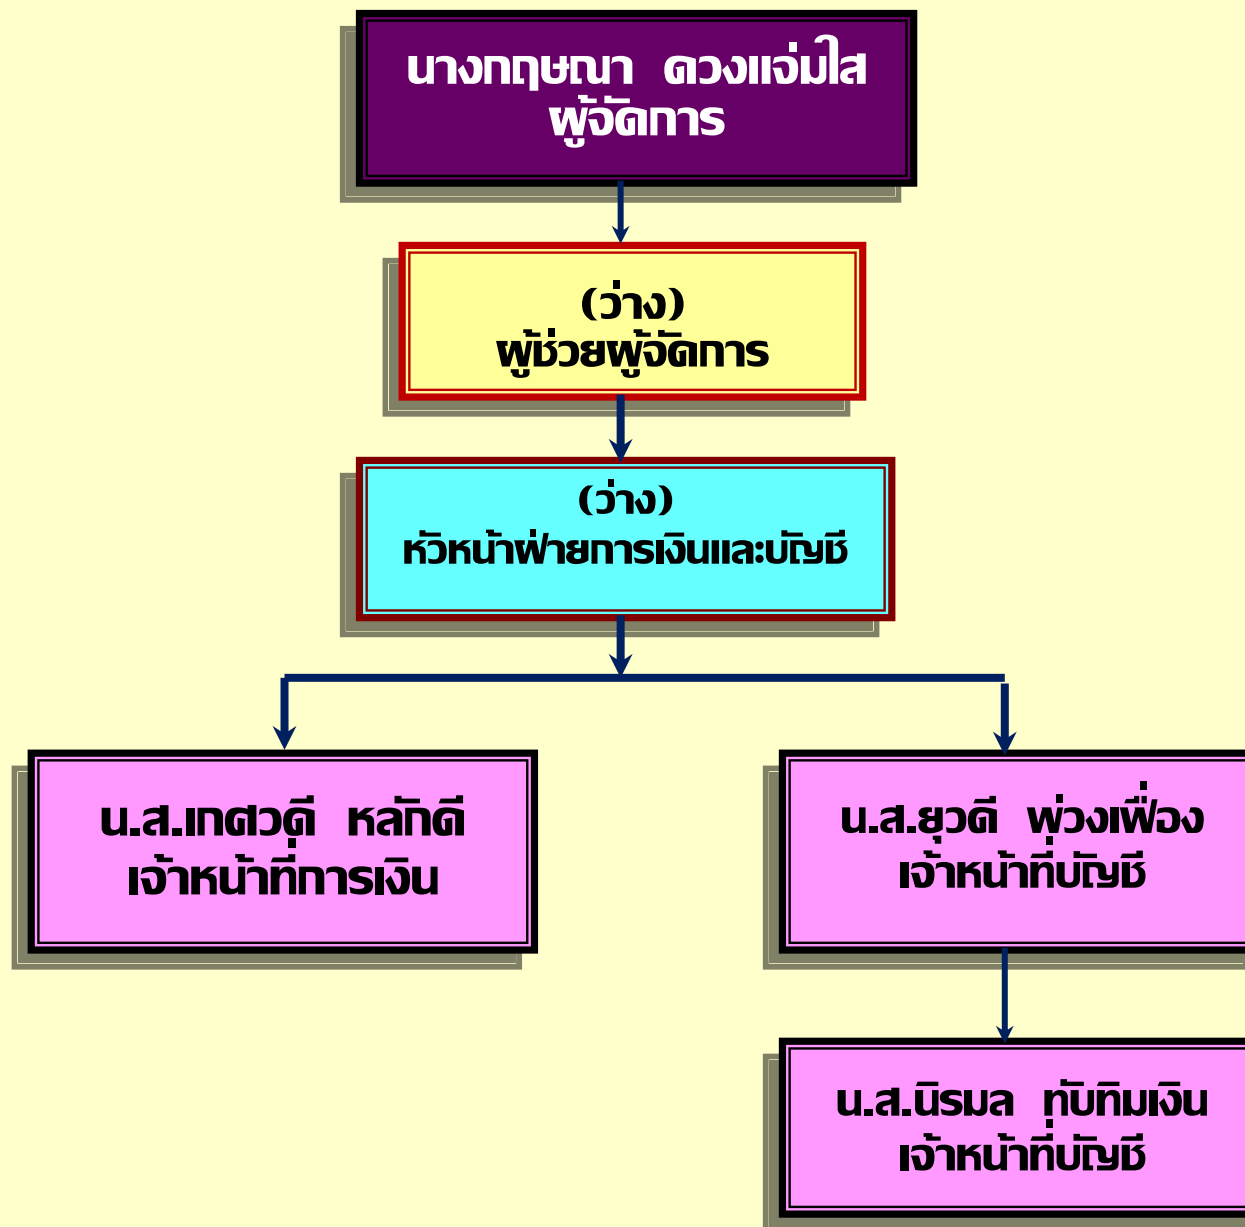 นางกฤษณา ดวงแจ่มใส
ผู้จัดการ
(ว่าง)
ผู้ช่วยผู้จัดการ
(ว่าง)
หัวหน้าฝ่ายการเงินและบัญชี
น.ส.เกศวดี หลักดี
เจ้าหน้าที่การเงิน
น.ส.ยุวดี พ่วงเฟื่อง
เจ้าหน้าที่บัญชี
น.ส.นิรมล ทับทิมเงิน
เจ้าหน้าที่บัญชี